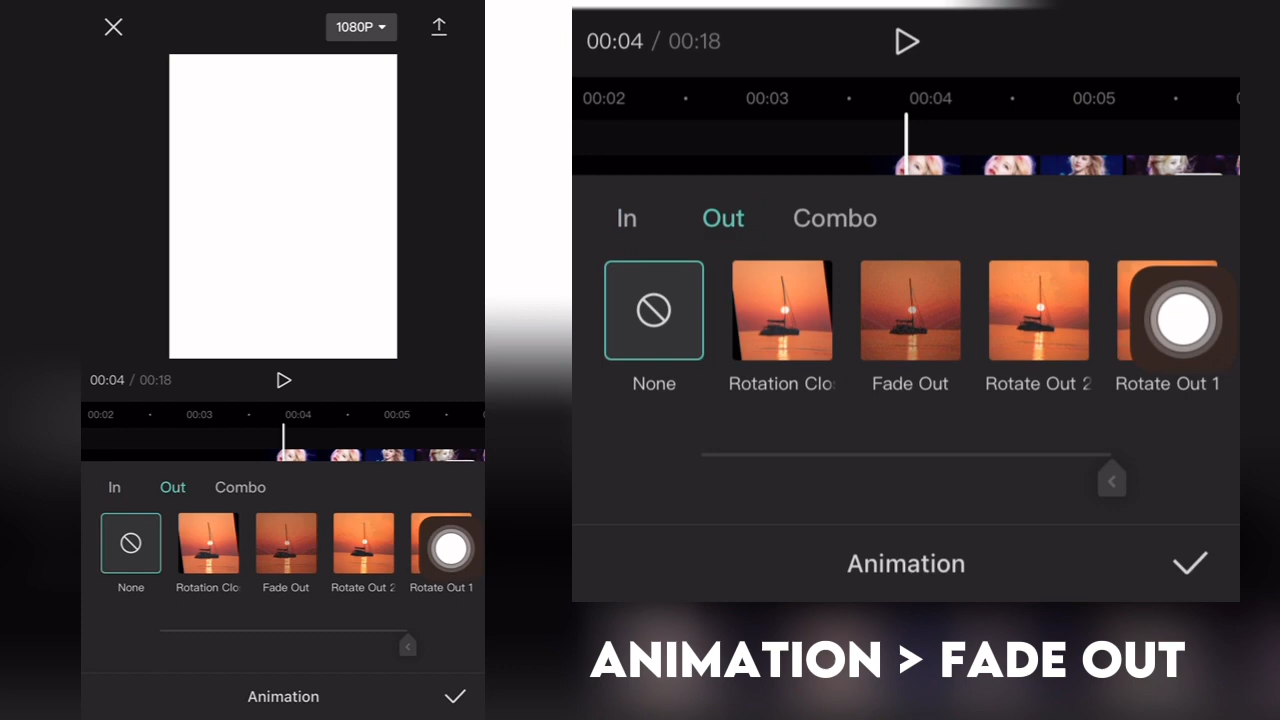 1080P
00:04 / 00:18
00:02 00:03 00:04 00:05
In Out Combo
None Rotation Clo Fade Out Rotate Out 2 Rotate Out 1
Animation
00:04 / 00:18
00:02 00:03 00:04 00:05
In Out Combo
None Rotation Clo Fade Out Rotate Out 2 Rotate Out 1
Animation
ANIMATION > FADE OUT